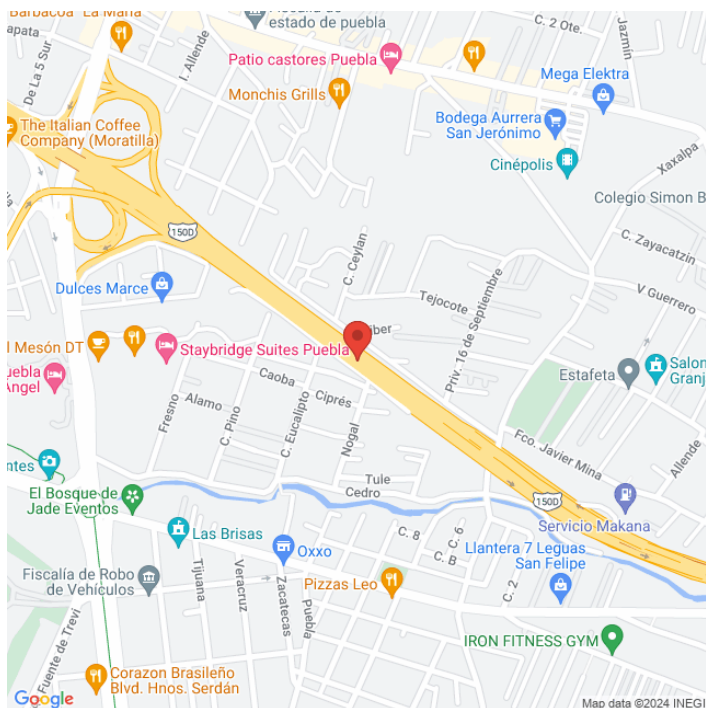 Barbacoa "La María"
estado de puebla
C. 2 Ote.
Jazmín
Zapata
De La 5 Sur
I. Allende
Patio castores Puebla
Monchis Grills
Mega Elektra
Bodega Aurrera
San Jerónimo
Cinépolis
Xaxalpa
The Italian Coffee
Company (Moratilla)
Colegio Simon B
150D
C. Ceylan
C. Zayacatzin
V Guerrero
Dulces Marce
Tejocote
Priv. 16 de Septiembre
l Mesón DT
Staybridge Suites Puebla
Estafeta
Salon
Granj
uebla
Angel
Caoba
Ciprés
Fresno
Alamo
C. Pino
C. Eucalipto
Nogal
Fco. Javier Mina
Allende
ntes
Tule
Cedro
150D
El Bosque de
Jade Eventos
Servicio Makana
Las Brisas
Oxxo
C. 8
C. 6
C. B
C. 2
Llantera 7 Leguas
San Felipe
Fiscalía de Robo
de Vehículos
Tijuana
Veracruz
Zacatecas
Puebla
Pizzas Leo
Fuente de Trevi
IRON FITNESS GYM
Corazon Brasileño
Blvd. Hnos. Serdán
Google
Map data ©2024 INEGI